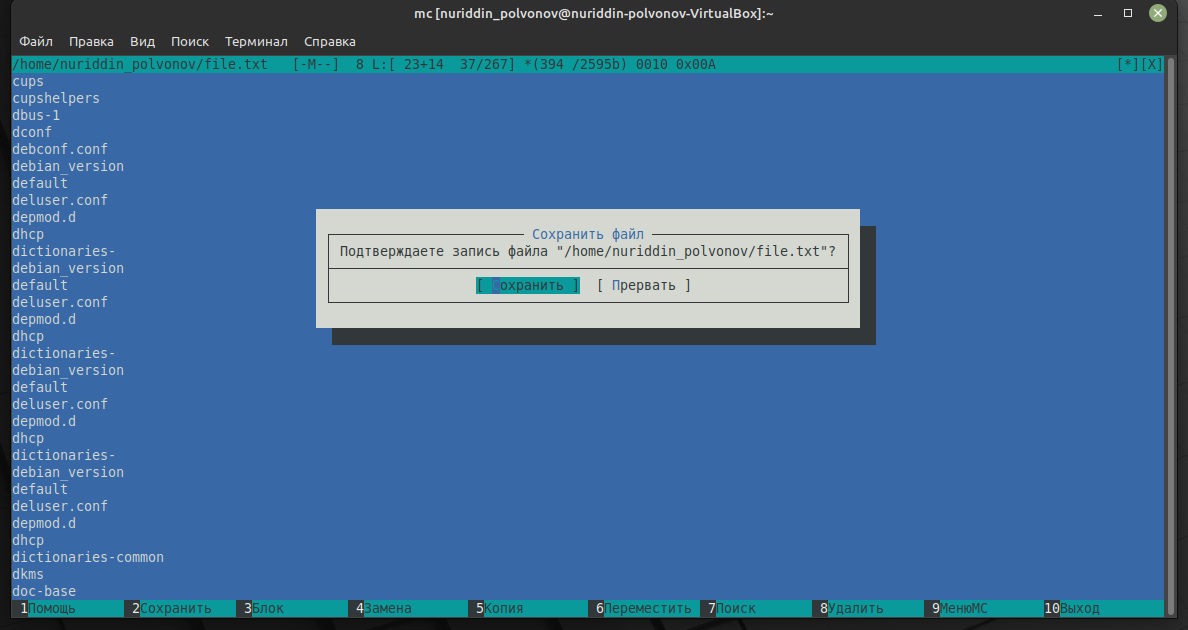 mc [nuriddin_polvonov@nuriddin-polvonov-VirtualBox]:~
Файл Правка Вид Поиск Терминал Справка
/home/nuriddin_polvonov/file.txt [-M--] 8 L:[ 23+14 37/267] *(394 /2595b) 0010 0x00A [*][X]
cups
cupshelpers
dbus-1
dconf
debconf.conf
debian_version
default
deluser.conf
depmod.d
dhcp
dictionaries-
debian_version
default
deluser.conf
depmod.d
dhcp
dictionaries-
debian_version
default
deluser.conf
depmod.d
dhcp
dictionaries-
debian_version
default
deluser.conf
depmod.d
dhcp
dictionaries-common
dkms
doc-base
Сохранить файл
Подтверждаете запись файла "/home/nuriddin_polvonov/file.txt"?
[ Сохранить ] [ Прервать ]
1Помощь 2Сохранить 3Блок 4Замена 5Копия 6Переместить 7Поиск 8Удалить 9МенюMC 10Выход